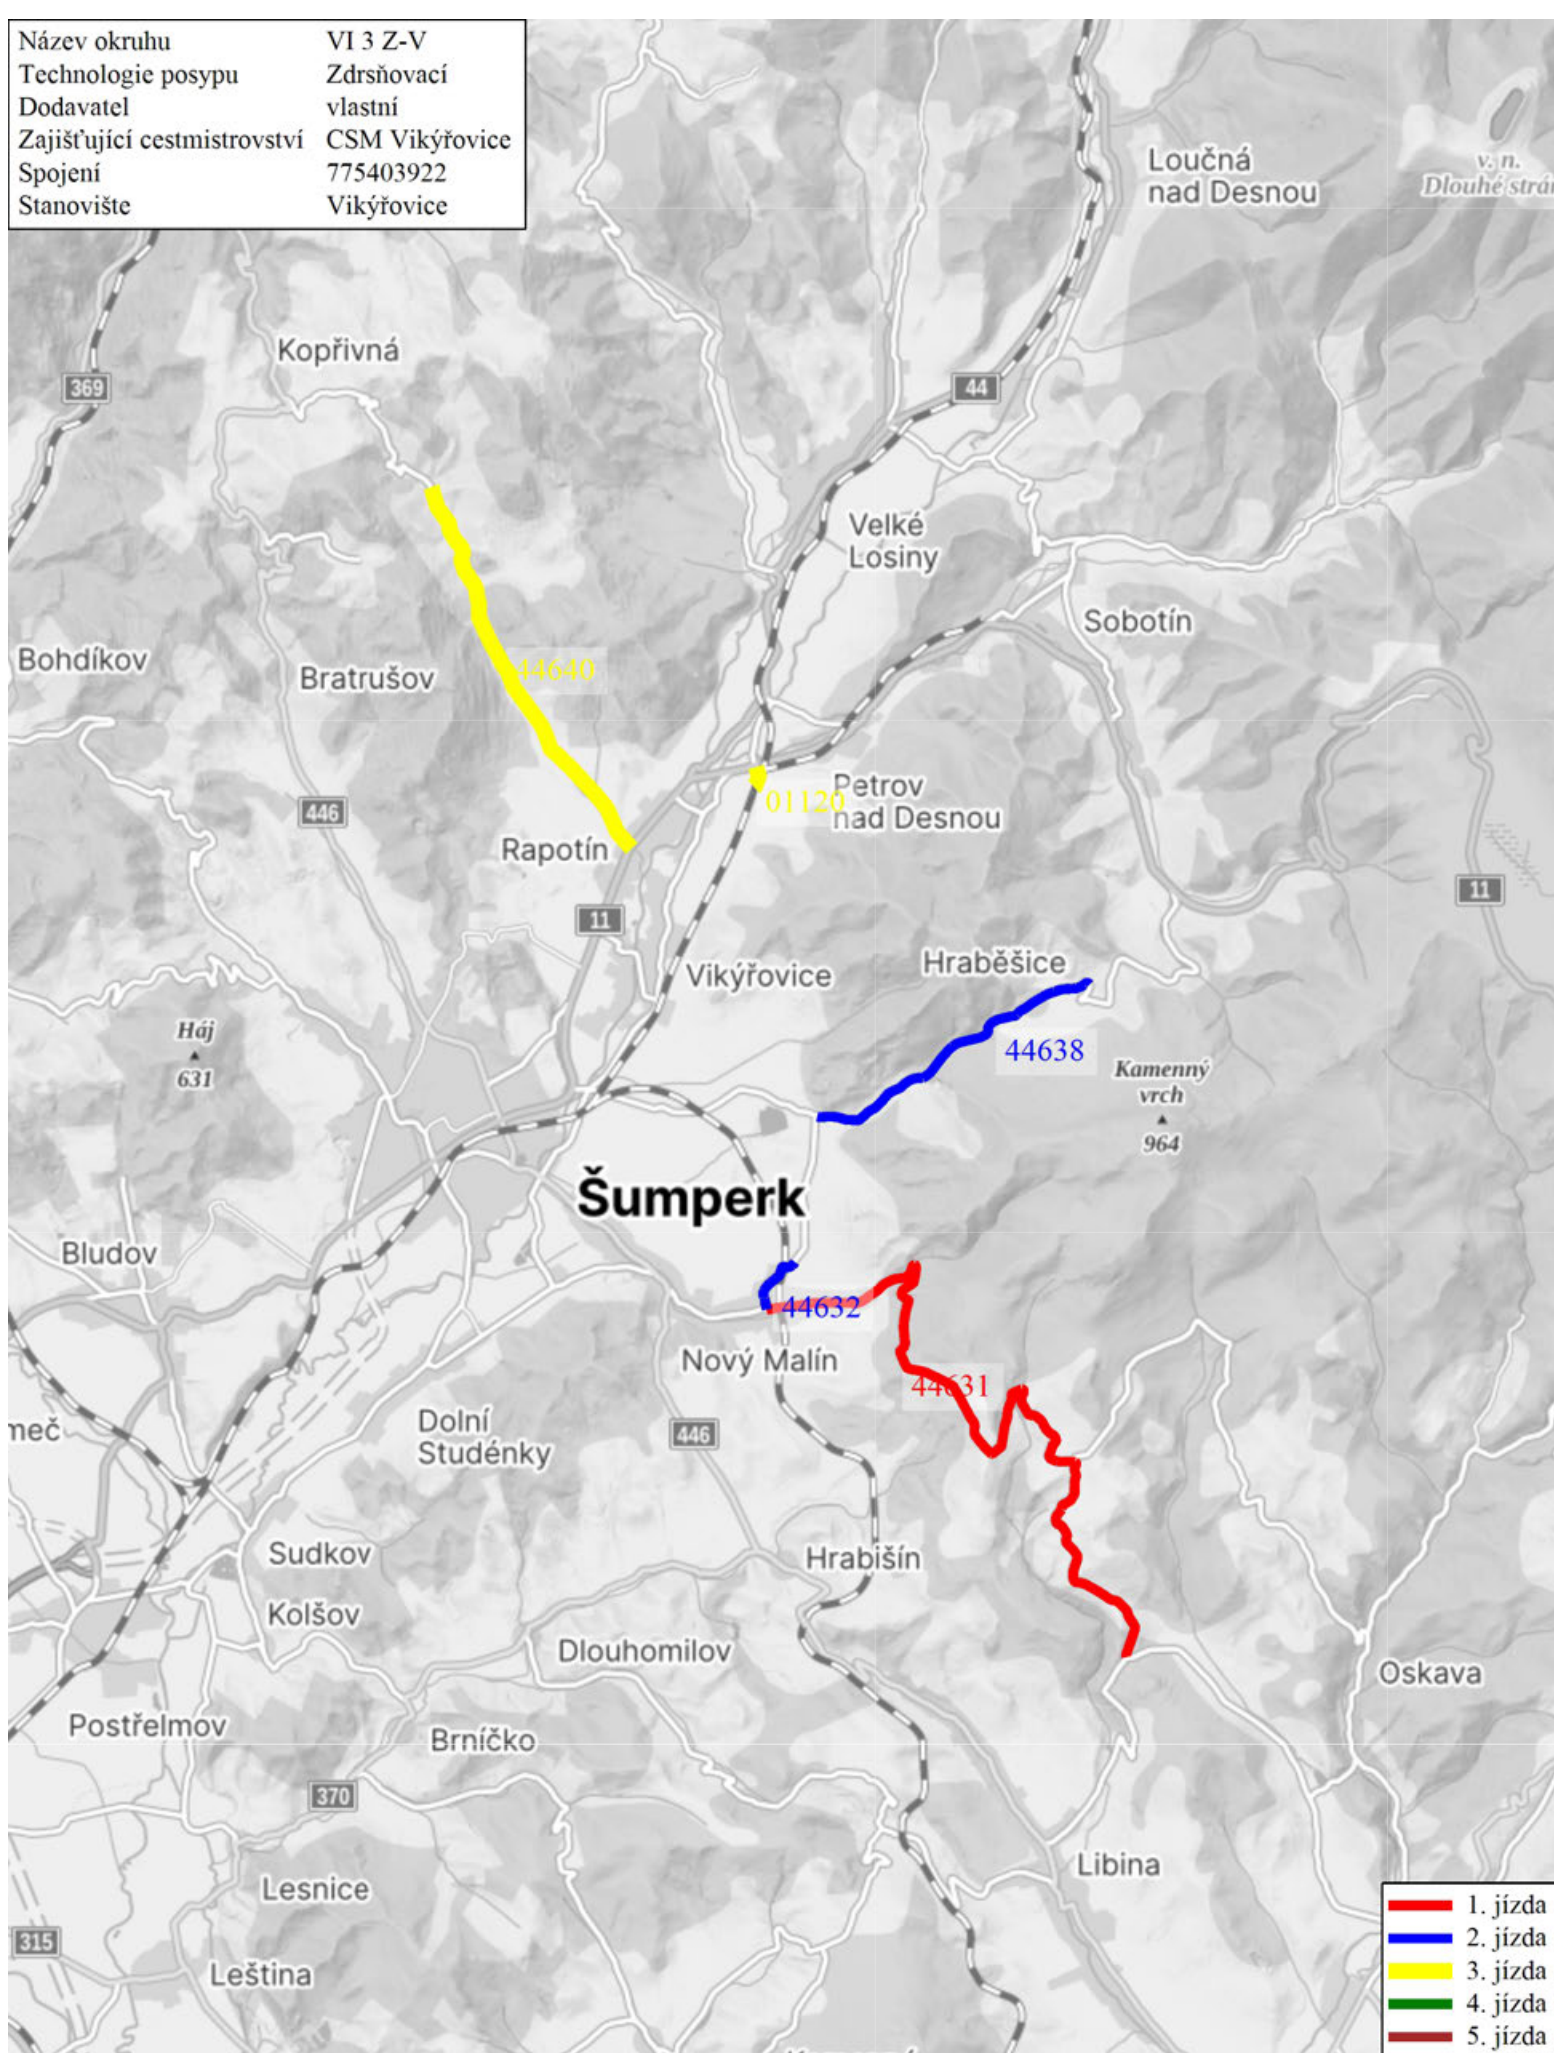 Název okruhu VI 3 Z-V
Technologie posypu Zdrsňovací
Dodavatel vlastní
Zajišťující cestmistrovství CSM Vikýřovice
Spojení 775403922
Stanoviště Vikýřovice
Loučná
nad Desnou
v. n.
Dlouhé strá
Kopřivná
369
44
Velké
Losiny
Sobotín
Bohdíkov
Bratrušov
44640
446
01120
Petrov
nad Desnou
Rapotín
11
11
Vikýřovice
Hraběšice
Háj
631
44638
Kamenný
vrch
964
Šumperk
Bludov
44632
Nový Malín
44631
meč
Dolní
Studénky
446
Sudkov
Hrabišín
Kolšov
Dlouhomilov
Oskava
Postřelmov
Brníčko
370
Libina
Lesnice
315
Leština
1. jízda
2. jízda
3. jízda
4. jízda
5. jízda